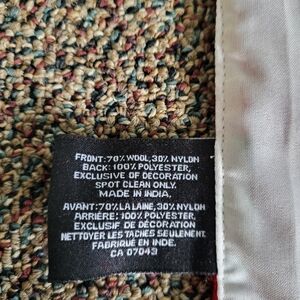 FRONT:70% WOOL,30% NYLON
BACK: 100% POLYESTER,
EXCLUSIVE OF DECORATION
SPOT CLEAN ONLY.
MADE IN INDIA.
AVANT:70% LA LAINE, 30% NYLON
ARRIÈRE: 100% POLYESTER,
EXCLUSIF DE DÉCORATION
NETTOYER LES TACHES SEULEMENT.
FABRIQUÉ EN INDE.
CA 07043